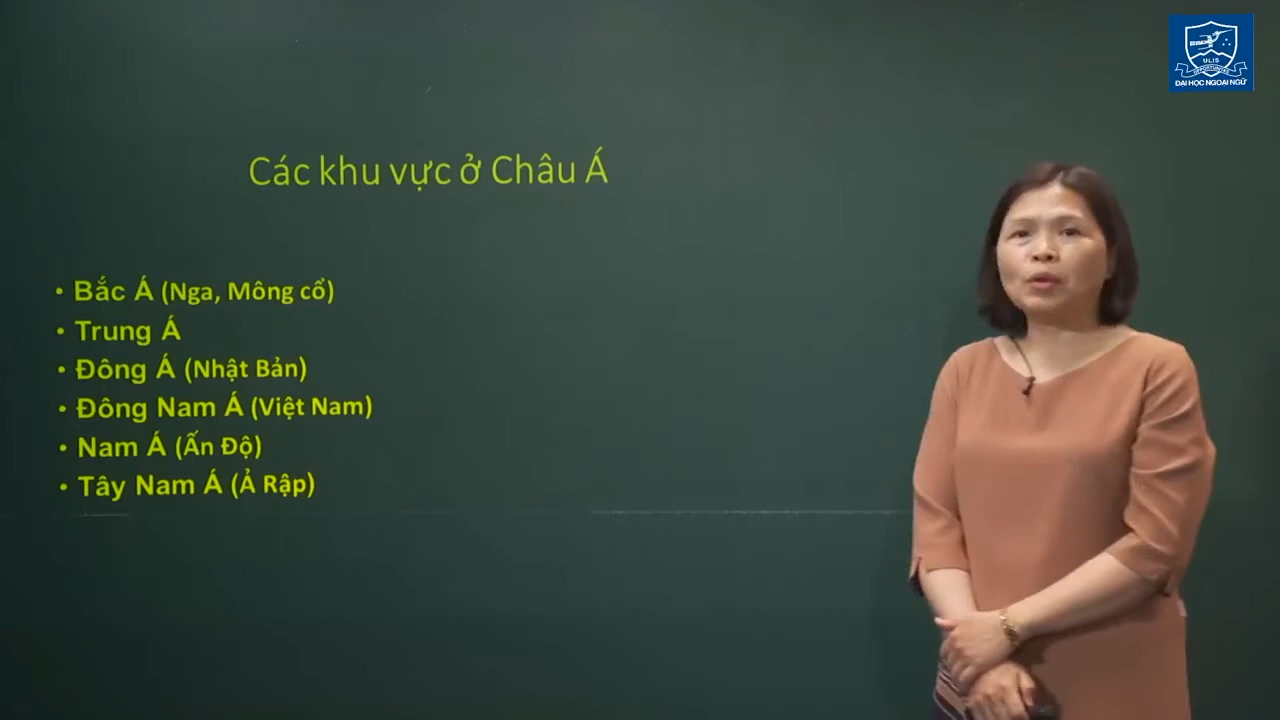 ULIS
ĐẠI HỌC NGOẠI NGỮ
Các khu vực ở Châu Á
• Bắc Á (Nga, Mông cổ)
• Trung Á
• Đông Á (Nhật Bản)
• Đông Nam Á (Việt Nam)
• Nam Á (Ấn Độ)
• Tây Nam Á (Ả Rập)